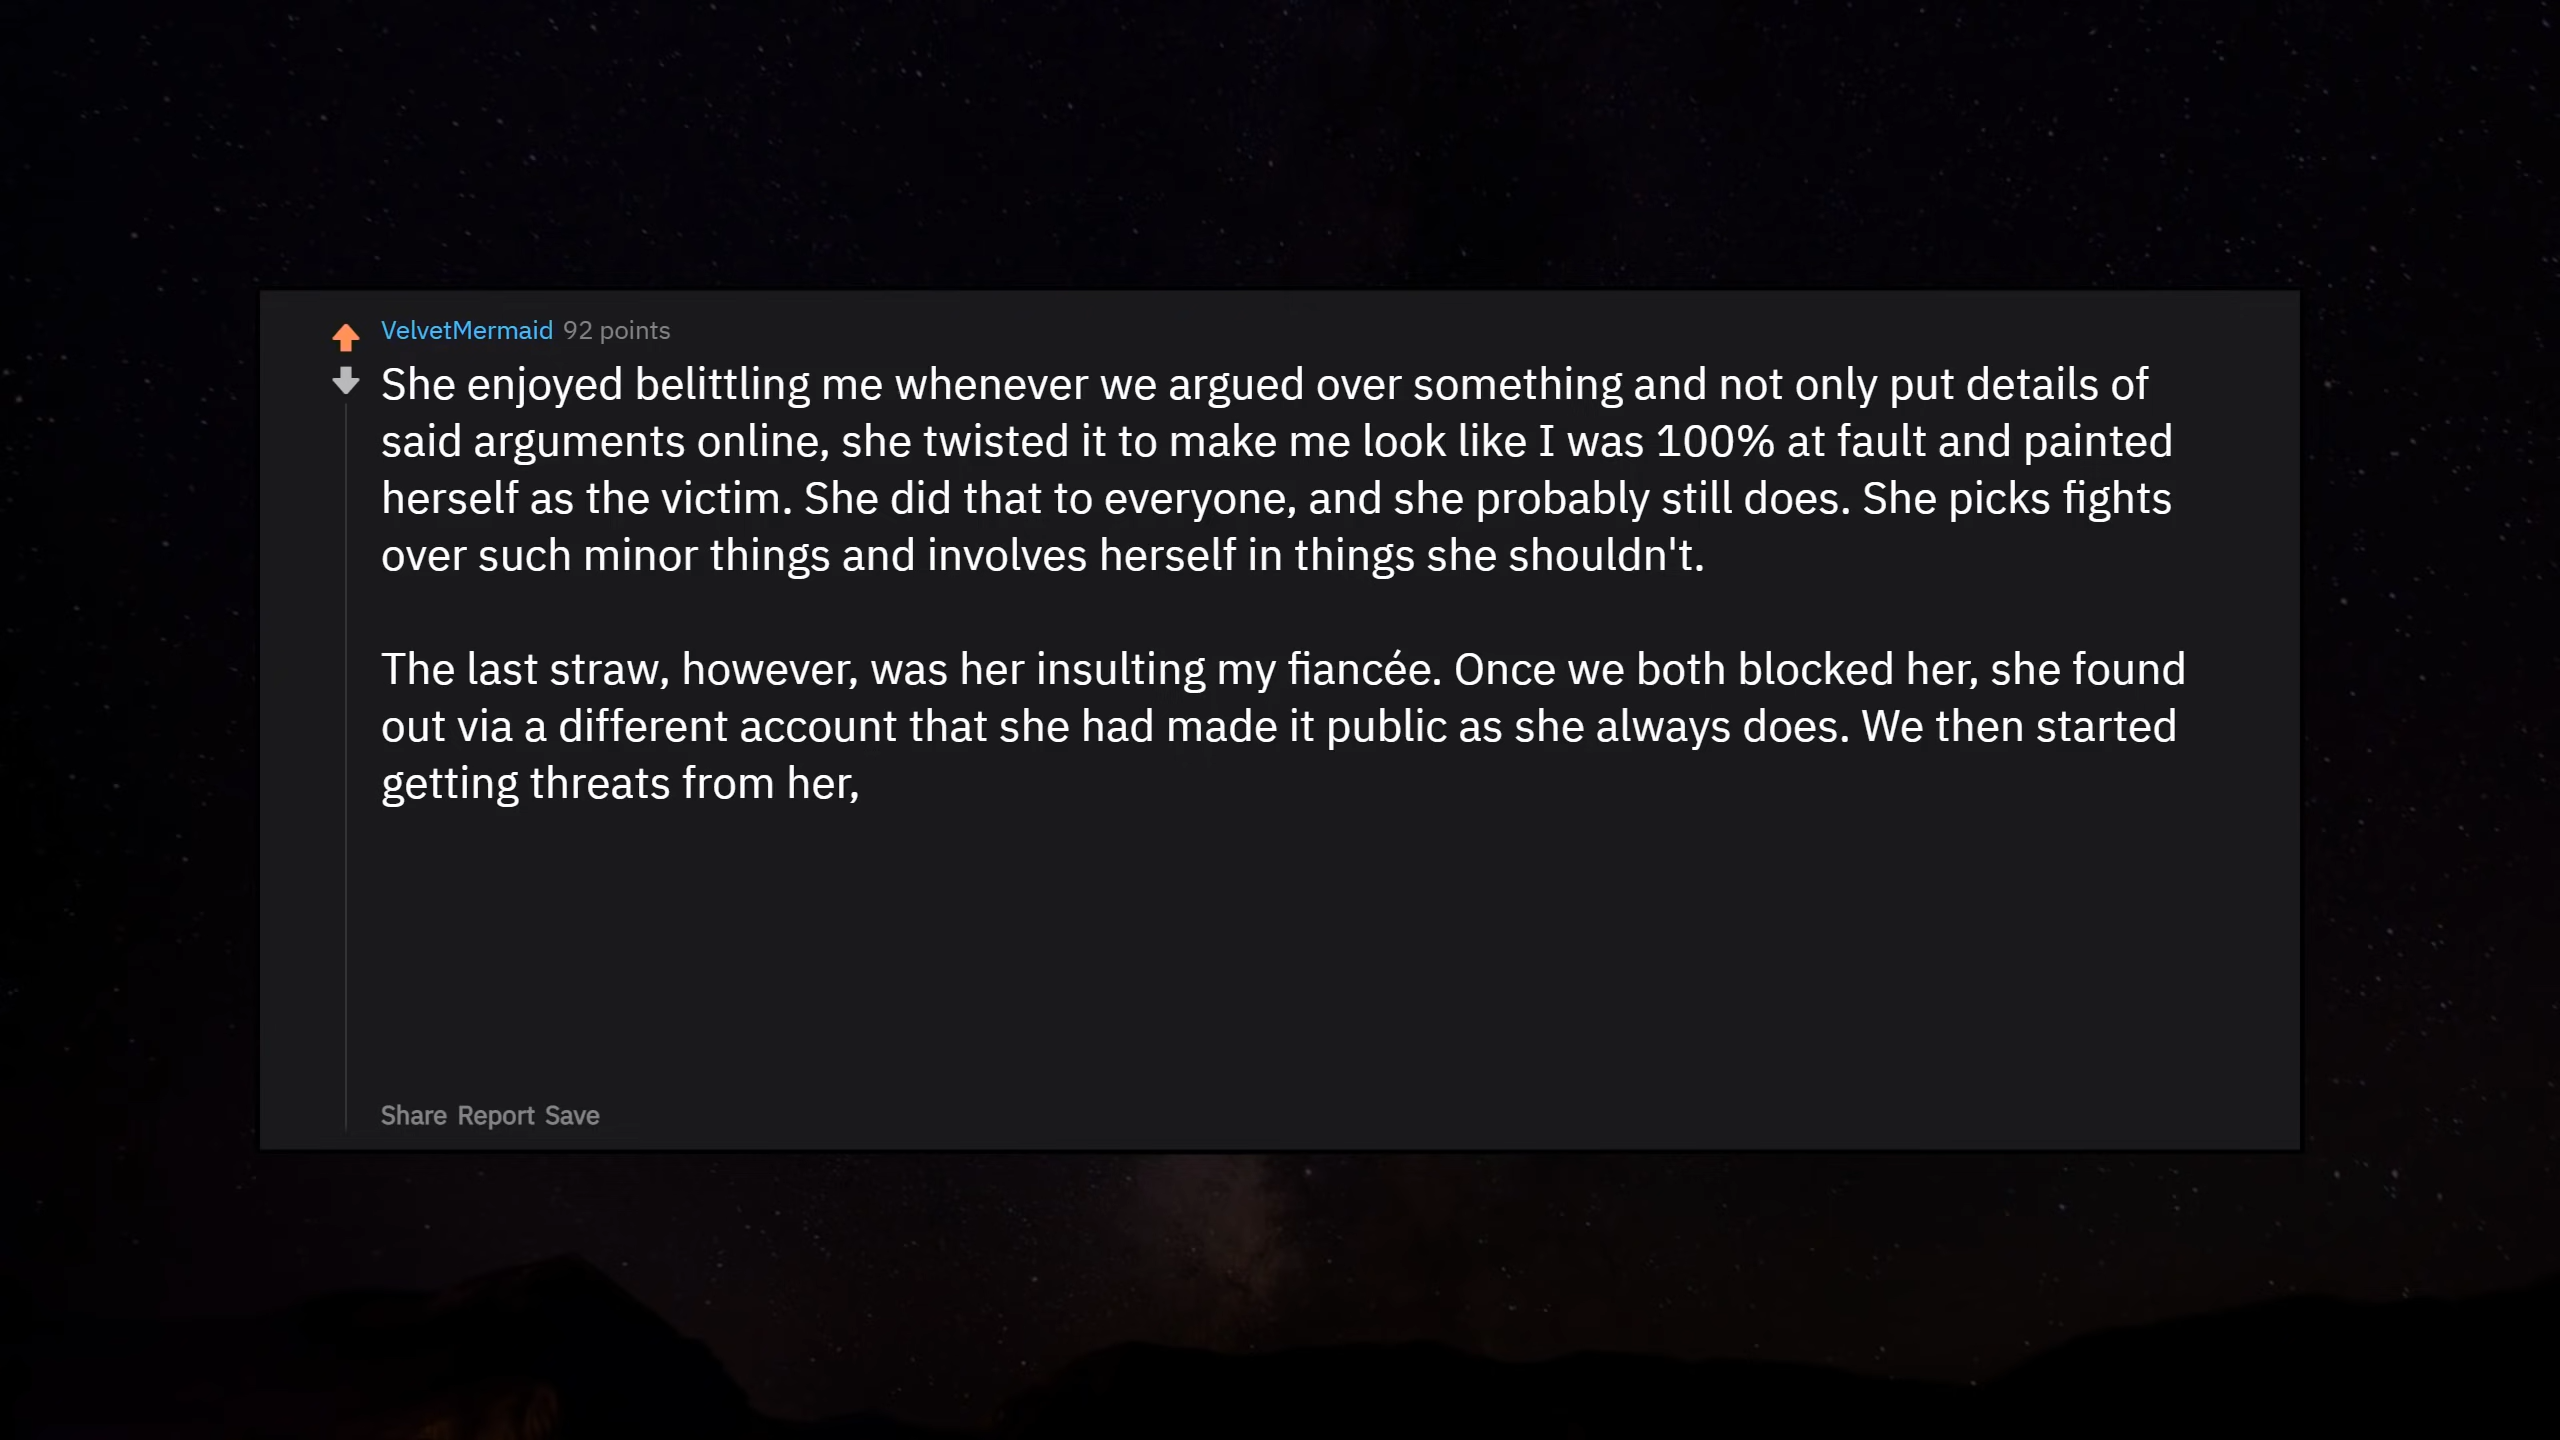 VelvetMermaid 92 points
She enjoyed belittling me whenever we argued over something and not only put details of
said arguments online, she twisted it to make me look like I was 100% at fault and painted
herself as the victim. She did that to everyone, and she probably still does. She picks fights
over such minor things and involves herself in things she shouldn't.
The last straw, however, was her insulting my fiancée. Once we both blocked her, she found
out via a different account that she had made it public as she always does. We then started
getting threats from her,
Share Report Save